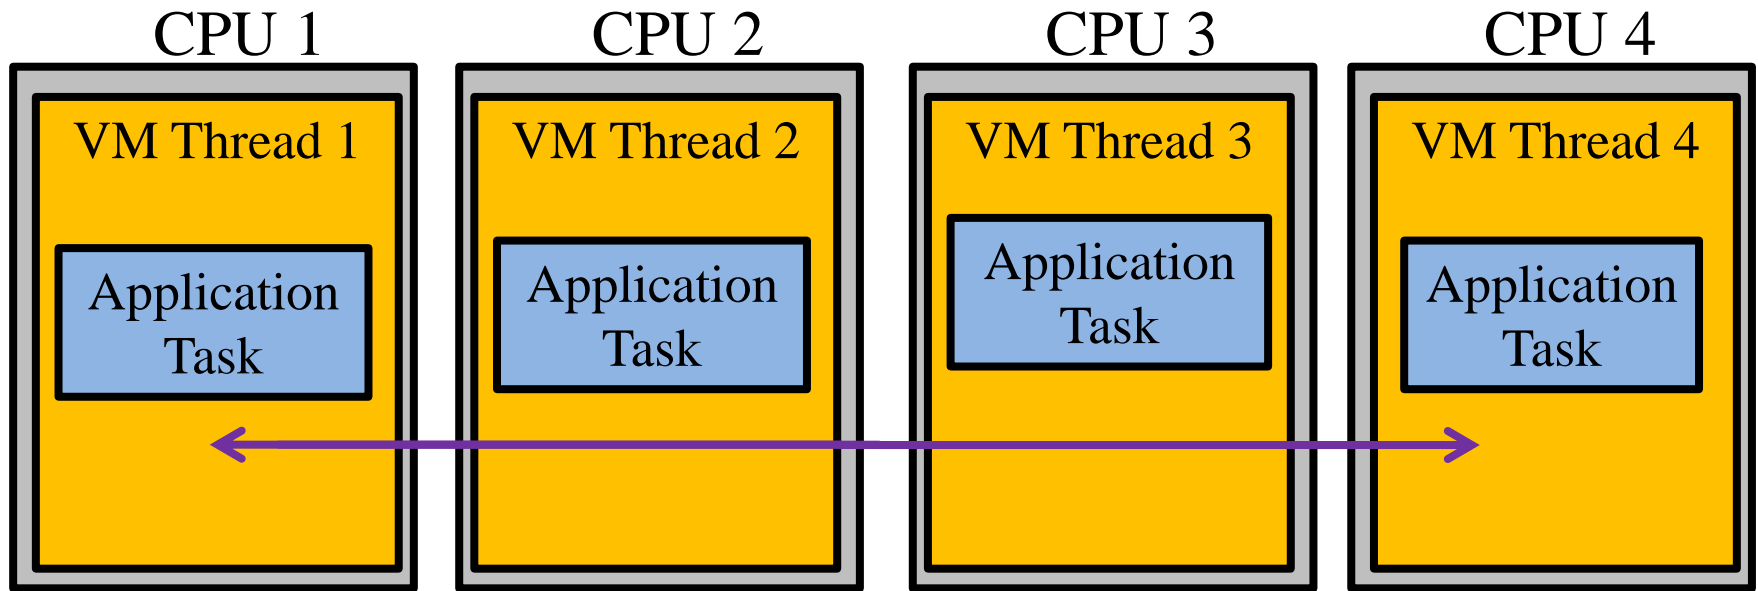 CPU 1
CPU 2
CPU 3
CPU 4
VM Thread 1
VM Thread 2
VM Thread 3
VM Thread 4
Application
Task
Application
Task
Application
Task
Application
Task